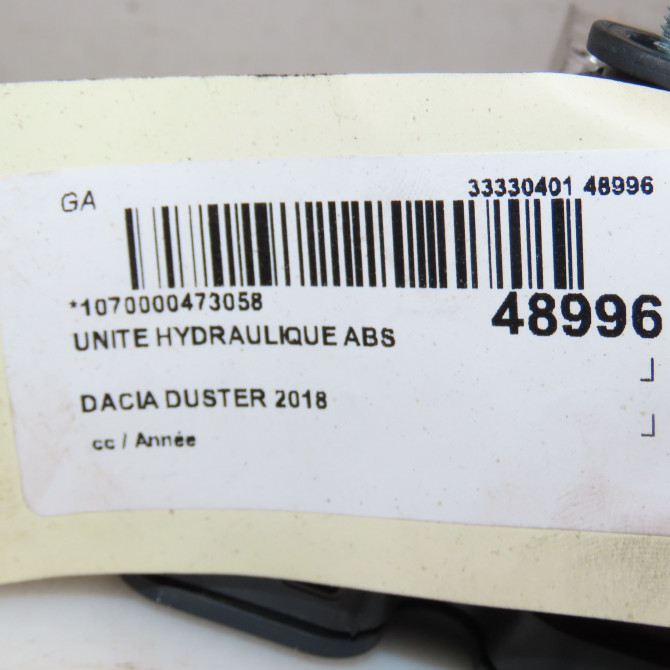 GA
33330401 48996
*1070000473058
48996
UNITE HYDRAULIQUE ABS
DACIA DUSTER 2018
cc / Année